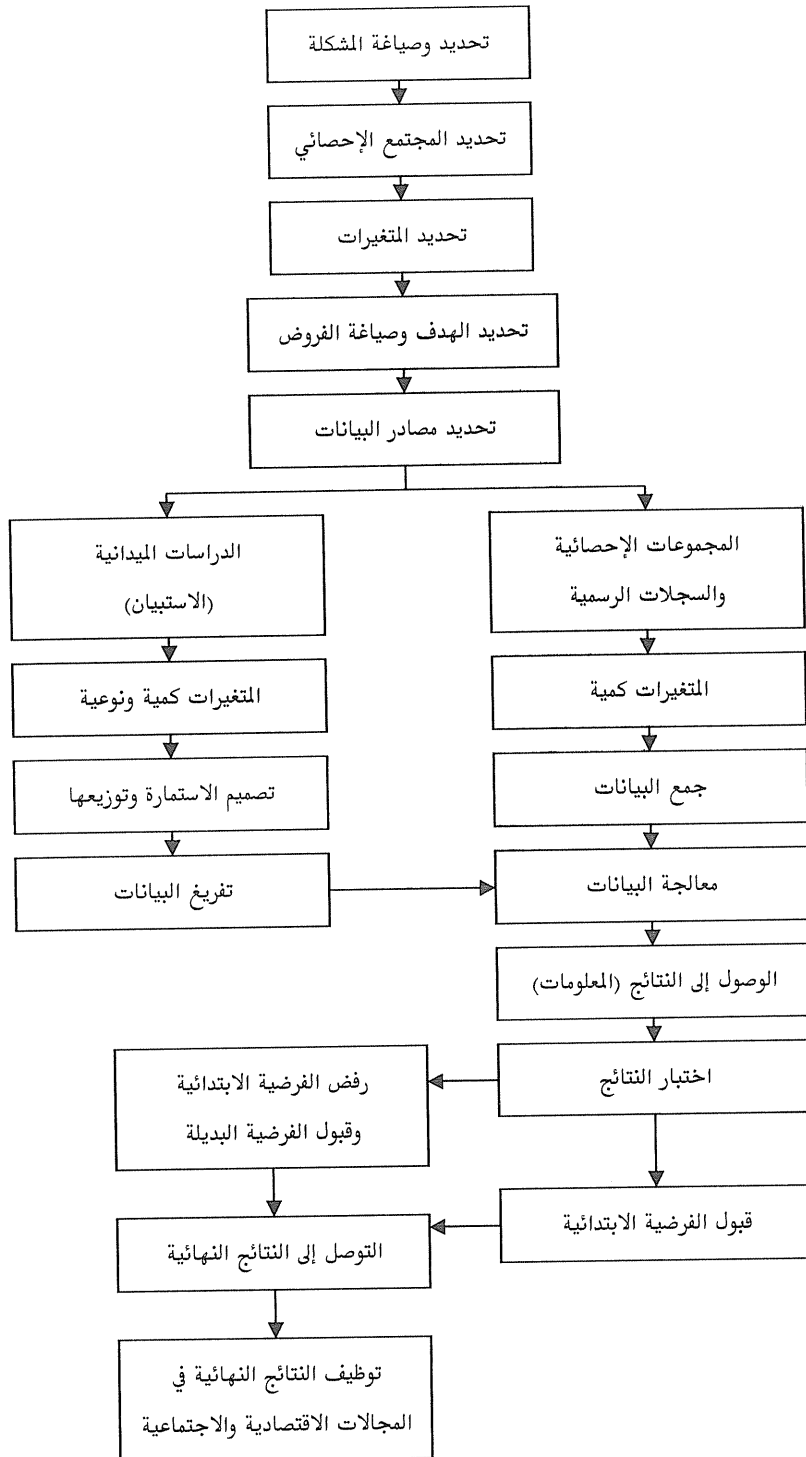 تحديد وصياغة المشكلة
تحديد المجتمع الإحصائي
تحديد المتغيرات
تحديد الهدف وصياغة الفروض
تحديد مصادر البيانات
المجموعات الإحصائية
والسجلات الرسمية
الدراسات الميدانية
(الاستبيان)
المتغيرات كمية
المتغيرات كمية ونوعية
جمع البيانات
تصميم الاستمارة وتوزيعها
معالجة البيانات
تفريغ البيانات
الوصول إلى النتائج (المعلومات)
اختبار النتائج
رفض الفرضية الابتدائية
وقبول الفرضية البديلة
قبول الفرضية الابتدائية
التوصل إلى النتائج النهائية
توظيف النتائج النهائية في
المجالات الاقتصادية والاجتماعية